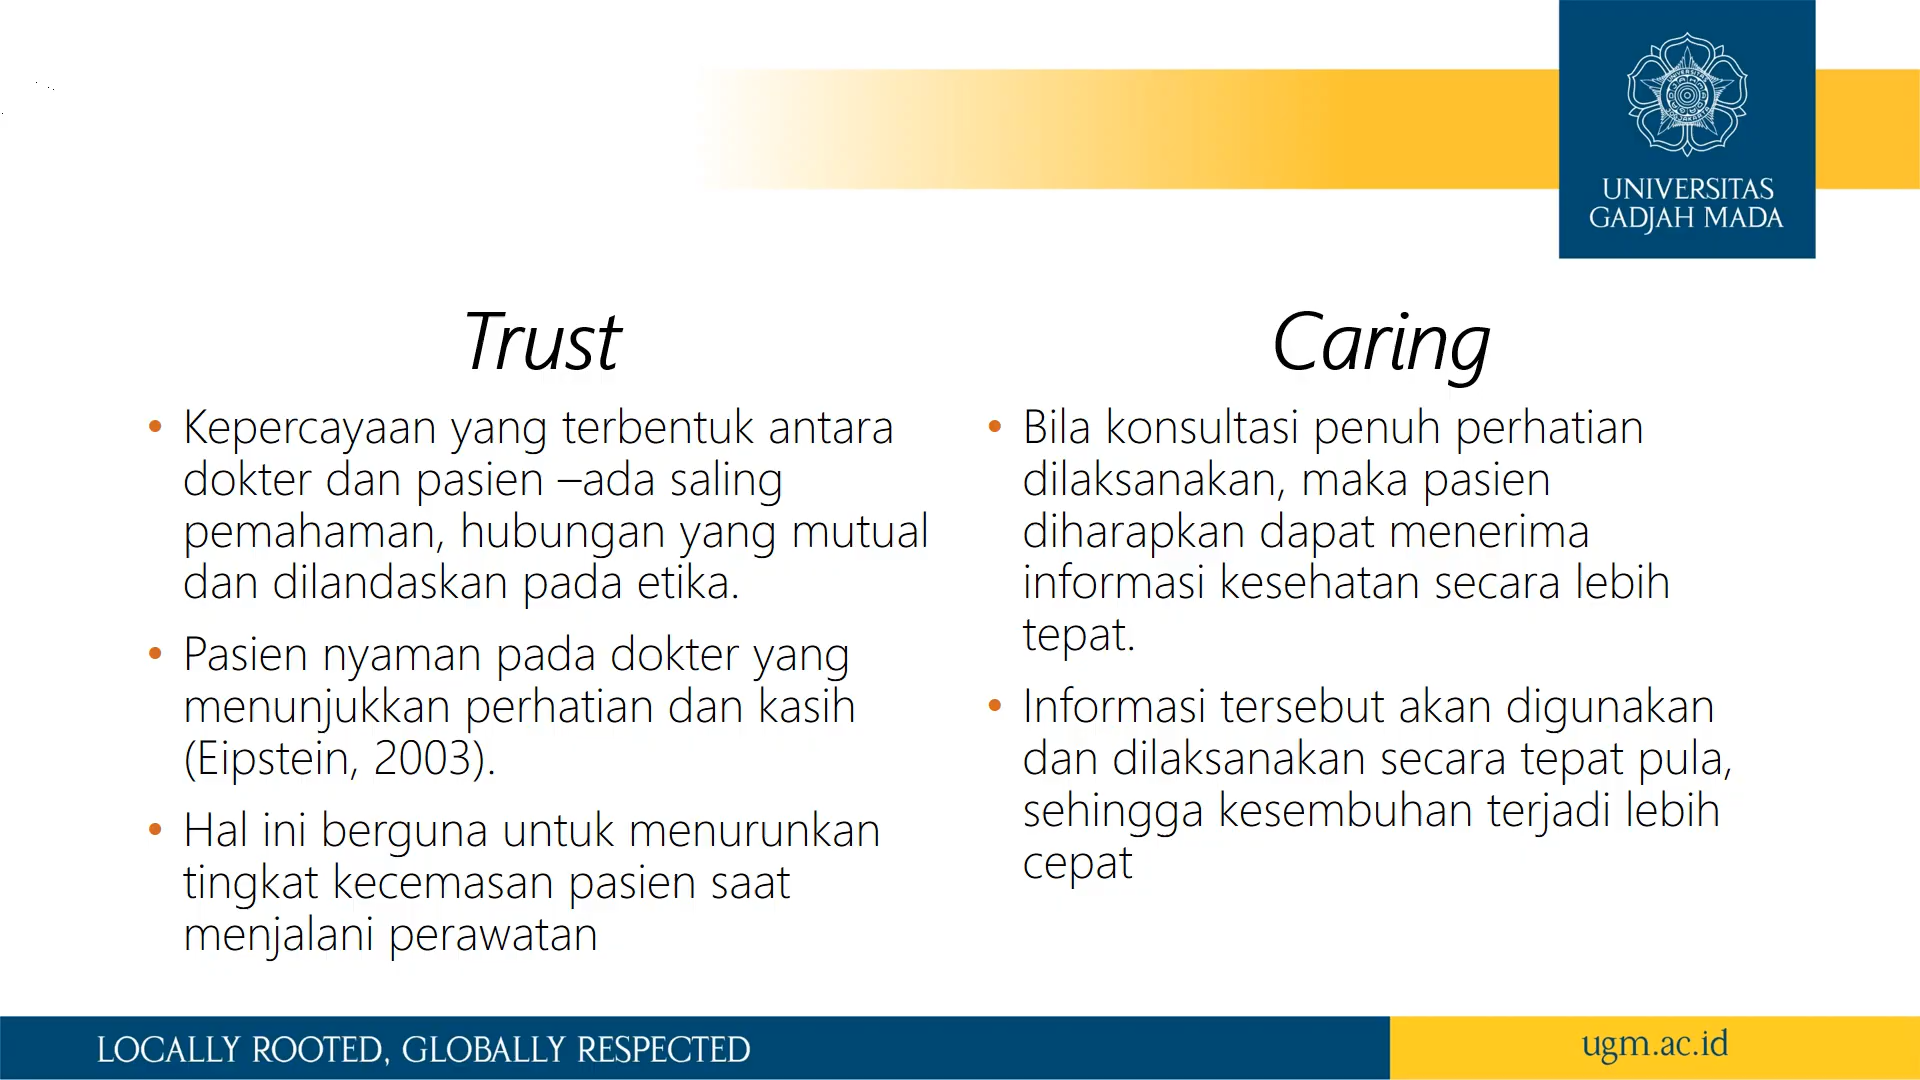 UNIVERSITAS
GADJAH MADA
Trust
• Kepercayaan yang terbentuk antara
dokter dan pasien –ada saling
pemahaman, hubungan yang mutual
dan dilandaskan pada etika.
• Pasien nyaman pada dokter yang
menunjukkan perhatian dan kasih
(Eipstein, 2003).
• Hal ini berguna untuk menurunkan
tingkat kecemasan pasien saat
menjalani perawatan
Caring
• Bila konsultasi penuh perhatian
dilaksanakan, maka pasien
diharapkan dapat menerima
informasi kesehatan secara lebih
tepat.
• Informasi tersebut akan digunakan
dan dilaksanakan secara tepat pula,
sehingga kesembuhan terjadi lebih
cepat
LOCALLY ROOTED, GLOBALLY RESPECTED
ugm.ac.id